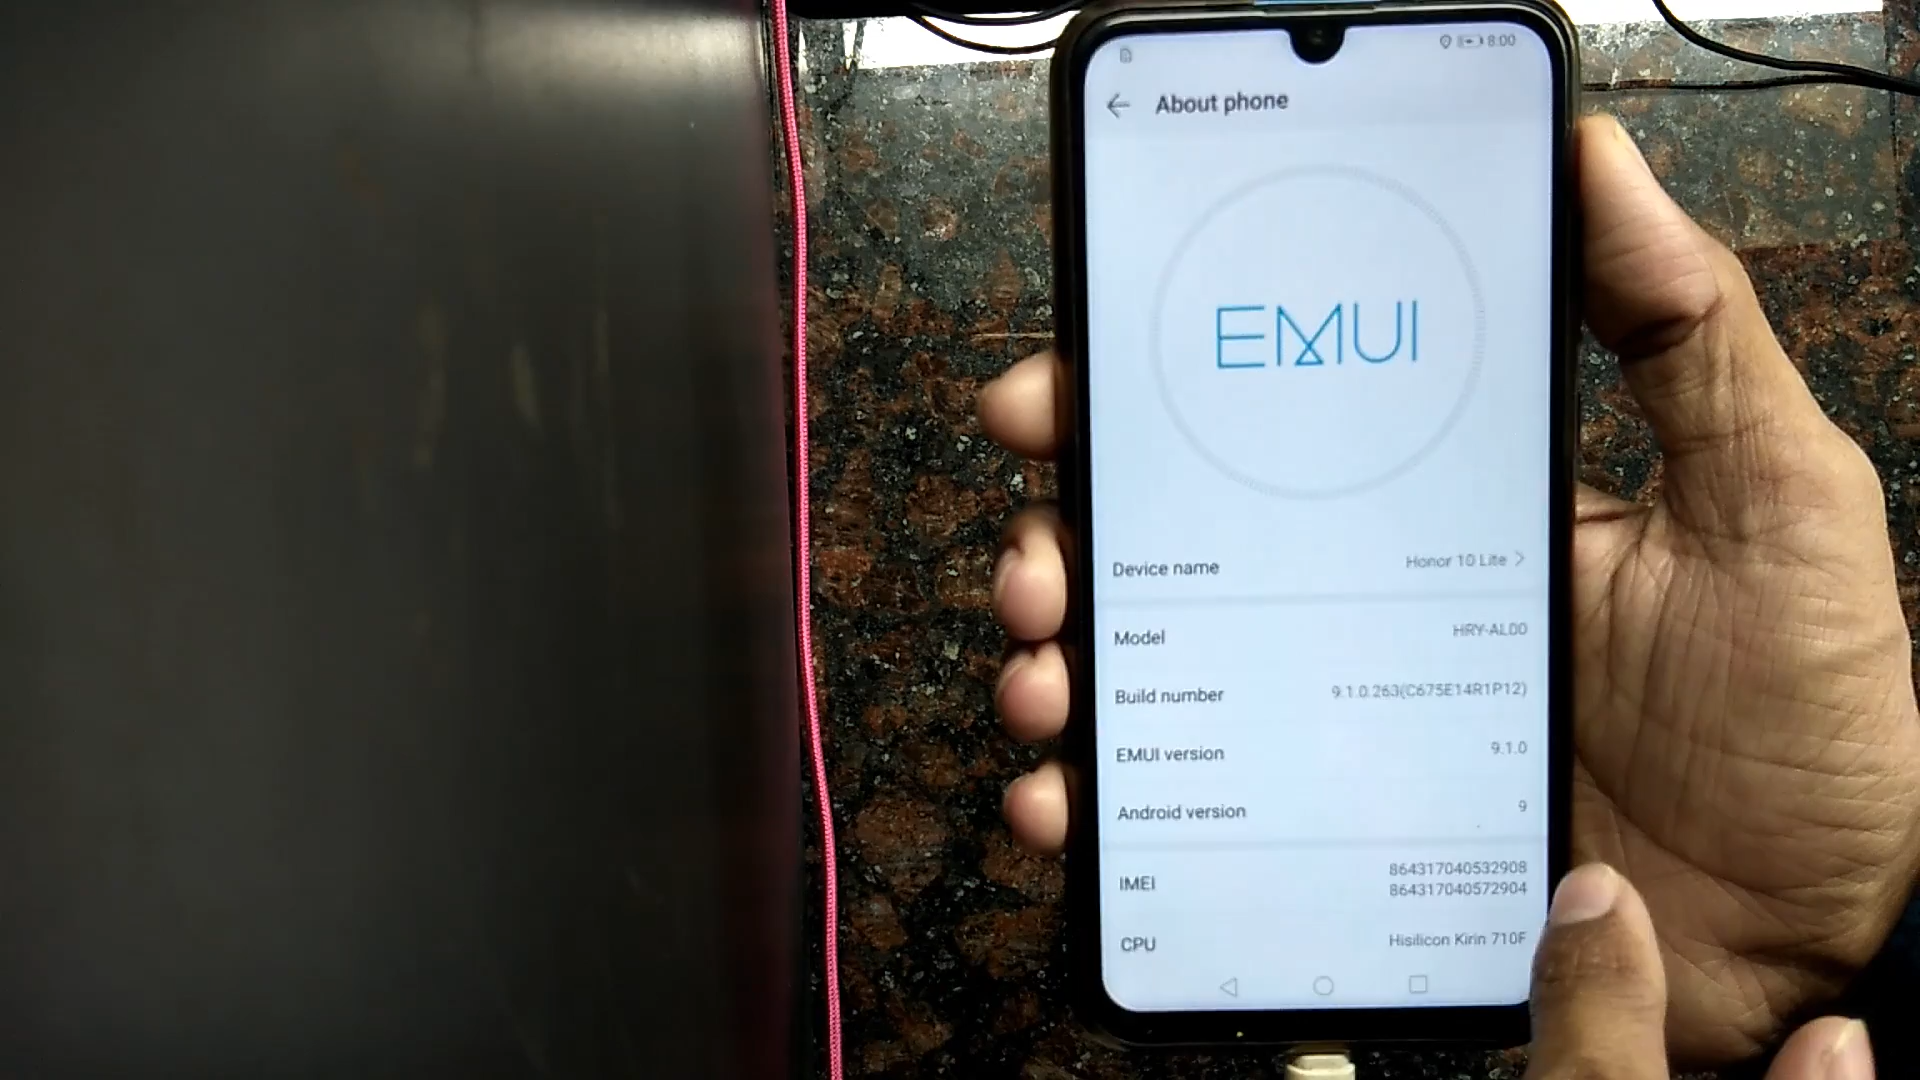 8:00
About phone
EMUI
Device name Honor 10 Lite
Model HRY-AL00
Build number 9.1.0.263(C675E14R1P12)
EMUI version 9.1.0
Android version 9
IMEI 864317040532908
864317040572904
CPU Hisilicon Kirin 710F